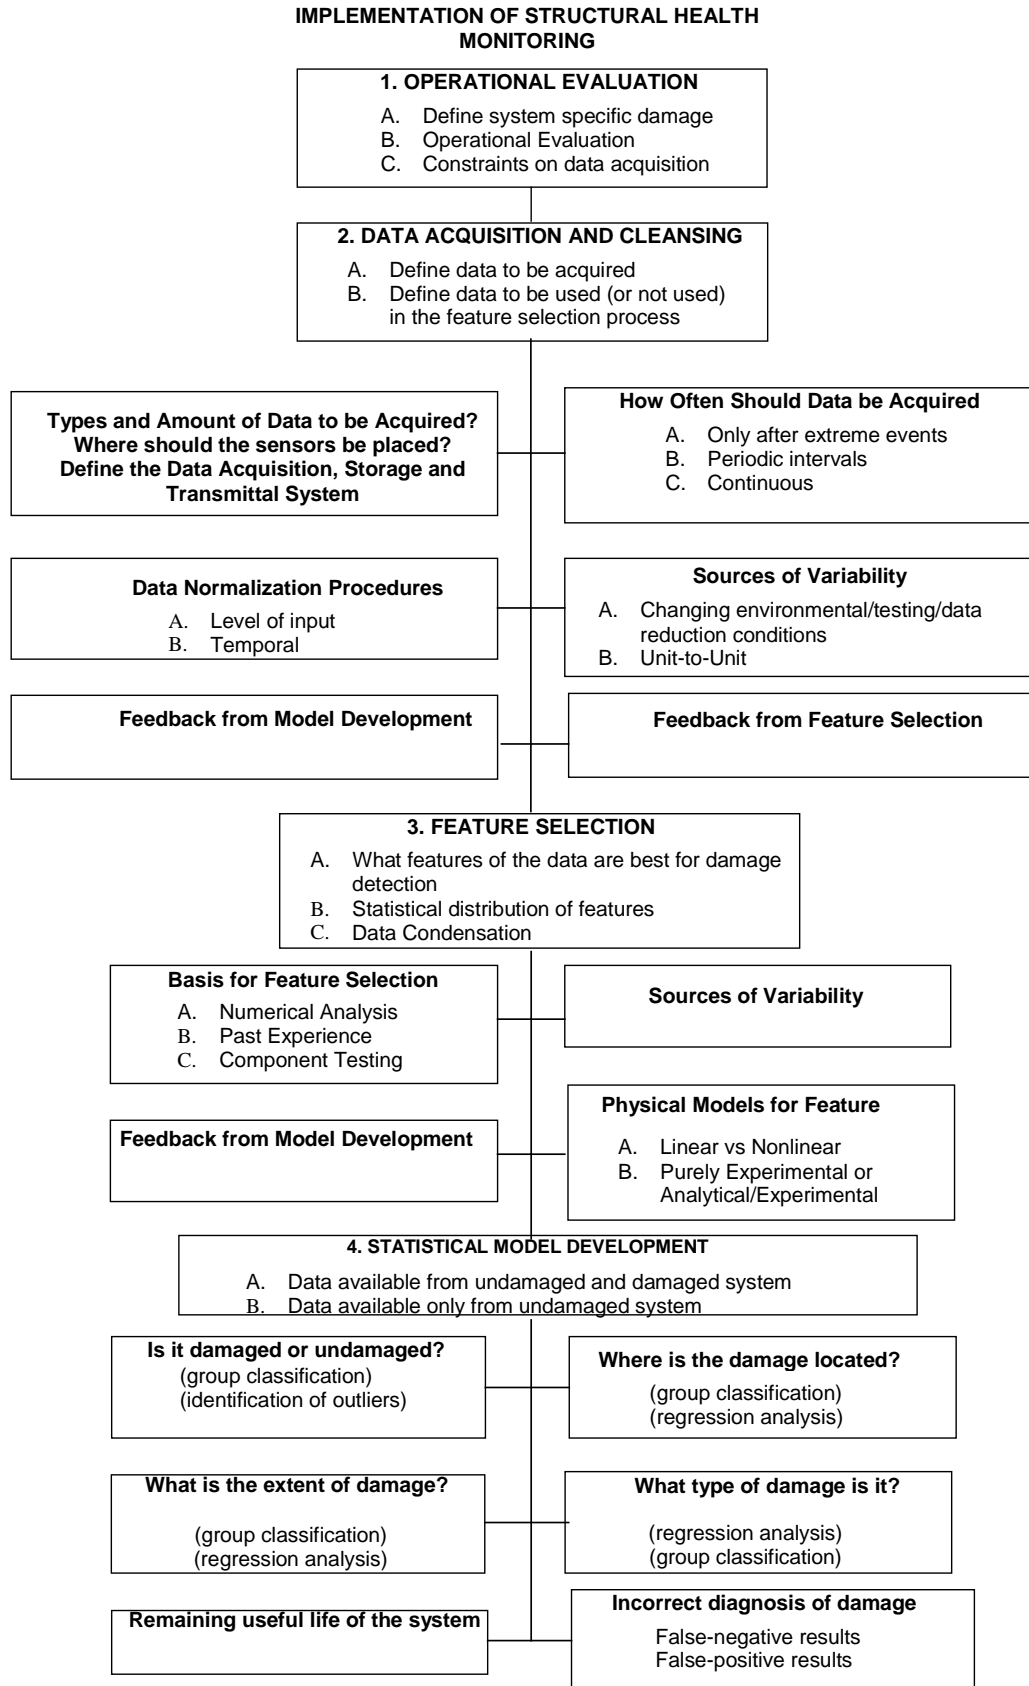 IMPLEMENTATION OF STRUCTURAL HEALTH
MONITORING
1. OPERATIONAL EVALUATION
A. Define system specific damage
B. Operational Evaluation
C. Constraints on data acquisition
2. DATA ACQUISITION AND CLEANSING
A. Define data to be acquired
B. Define data to be used (or not used)
in the feature selection process
Types and Amount of Data to be Acquired?
Where should the sensors be placed?
Define the Data Acquisition, Storage and
Transmittal System
How Often Should Data be Acquired
A. Only after extreme events
B. Periodic intervals
C. Continuous
Data Normalization Procedures
A. Level of input
B. Temporal
Sources of Variability
A. Changing environmental/testing/data
reduction conditions
B. Unit-to-Unit
Feedback from Model Development
Feedback from Feature Selection
3. FEATURE SELECTION
A. What features of the data are best for damage
detection
B. Statistical distribution of features
C. Data Condensation
Basis for Feature Selection
A. Numerical Analysis
B. Past Experience
C. Component Testing
Sources of Variability
Feedback from Model Development
Physical Models for Feature
A. Linear vs Nonlinear
B. Purely Experimental or
Analytical/Experimental
4. STATISTICAL MODEL DEVELOPMENT
A. Data available from undamaged and damaged system
B. Data available only from undamaged system
Is it damaged or undamaged?
(group classification)
(identification of outliers)
Where is the damage located?
(group classification)
(regression analysis)
What is the extent of damage?
(group classification)
(regression analysis)
What type of damage is it?
(regression analysis)
(group classification)
Remaining useful life of the system
Incorrect diagnosis of damage
False-negative results
False-positive results